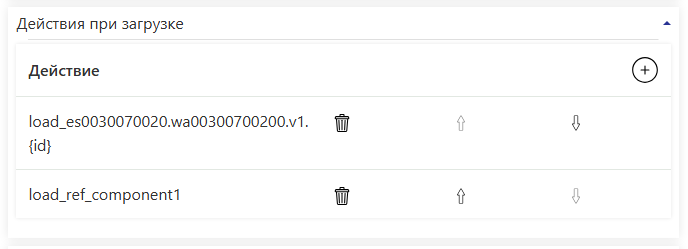 Действия при загрузке
Действие
load_es0030070020.wa00300700200.v1.
{id}
load_ref_component1